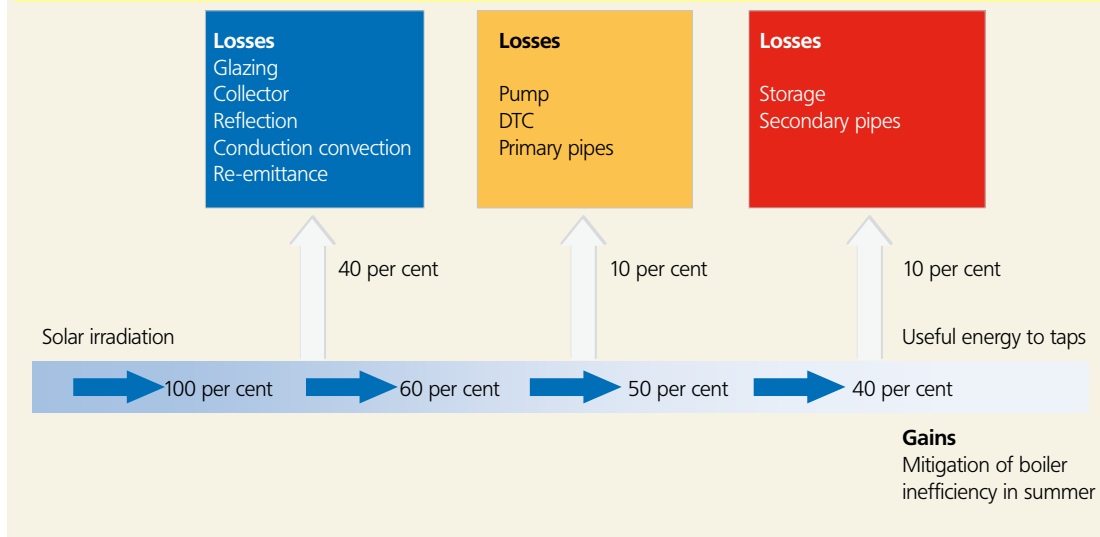 Losses
Glazing
Collector
Reflection
Conduction convection
Re-emittance
Losses
Pump
DTC
Primary pipes
Losses
Storage
Secondary pipes
40 per cent
10 per cent
10 per cent
Solar irradiation
Useful energy to taps
100 per cent
60 per cent
50 per cent
40 per cent
Gains
Mitigation of boiler
inefficiency in summer